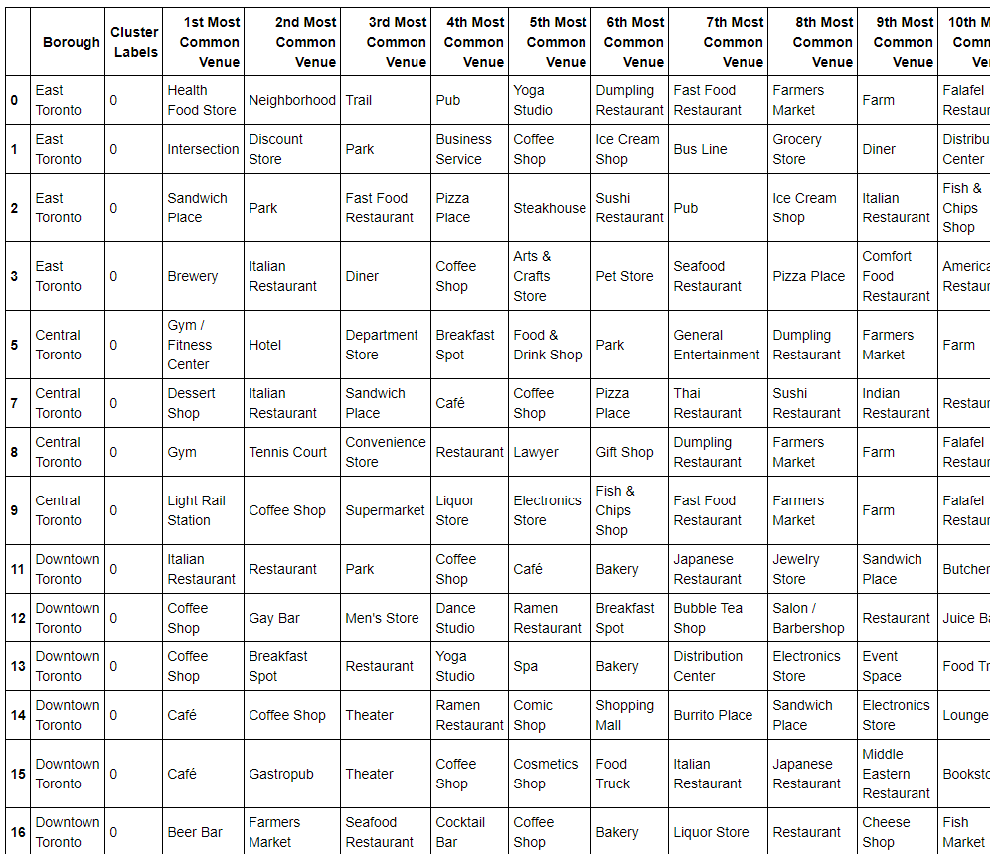 Borough Cluster Labels 1st Most Common Venue 2nd Most Common Venue 3rd Most Common Venue 4th Most Common Venue 5th Most Common Venue 6th Most Common Venue 7th Most Common Venue 8th Most Common Venue 9th Most Common Venue 10th M Comm Ve
0 East Toronto 0 Health Food Store Neighborhood Trail Pub Yoga Studio Dumpling Restaurant Fast Food Restaurant Farmers Market Farm Falafel Restaur
1 East Toronto 0 Intersection Discount Store Park Business Service Coffee Shop Ice Cream Shop Bus Line Grocery Store Diner Distribu Center
2 East Toronto 0 Sandwich Place Park Fast Food Restaurant Pizza Place Steakhouse Sushi Restaurant Pub Ice Cream Shop Italian Restaurant Fish & Chips Shop
3 East Toronto 0 Brewery Italian Restaurant Diner Coffee Shop Arts & Crafts Store Pet Store Seafood Restaurant Pizza Place Comfort Food Restaurant America Restaur
5 Central Toronto 0 Gym / Fitness Center Hotel Department Store Breakfast Spot Food & Drink Shop Park General Entertainment Dumpling Restaurant Farmers Market Farm
7 Central Toronto 0 Dessert Shop Italian Restaurant Sandwich Place Café Coffee Shop Pizza Place Thai Restaurant Sushi Restaurant Indian Restaurant Restaur
8 Central Toronto 0 Gym Tennis Court Convenience Store Restaurant Lawyer Gift Shop Dumpling Restaurant Farmers Market Farm Falafel Restaur
9 Central Toronto 0 Light Rail Station Coffee Shop Supermarket Liquor Store Electronics Store Fish & Chips Shop Fast Food Restaurant Farmers Market Farm Falafel Restaur
11 Downtown Toronto 0 Italian Restaurant Restaurant Park Coffee Shop Café Bakery Japanese Restaurant Jewelry Store Sandwich Place Butcher
12 Downtown Toronto 0 Coffee Shop Gay Bar Men's Store Dance Studio Ramen Restaurant Breakfast Spot Bubble Tea Shop Salon / Barbershop Restaurant Juice Ba
13 Downtown Toronto 0 Coffee Shop Breakfast Spot Restaurant Yoga Studio Spa Bakery Distribution Center Electronics Store Event Space Food Tr
14 Downtown Toronto 0 Café Coffee Shop Theater Ramen Restaurant Comic Shop Shopping Mall Burrito Place Sandwich Place Electronics Store Lounge
15 Downtown Toronto 0 Café Gastropub Theater Coffee Shop Cosmetics Shop Food Truck Italian Restaurant Japanese Restaurant Middle Eastern Restaurant Booksto
16 Downtown Toronto 0 Beer Bar Farmers Market Seafood Restaurant Cocktail Bar Coffee Shop Bakery Liquor Store Restaurant Cheese Shop Fish Market